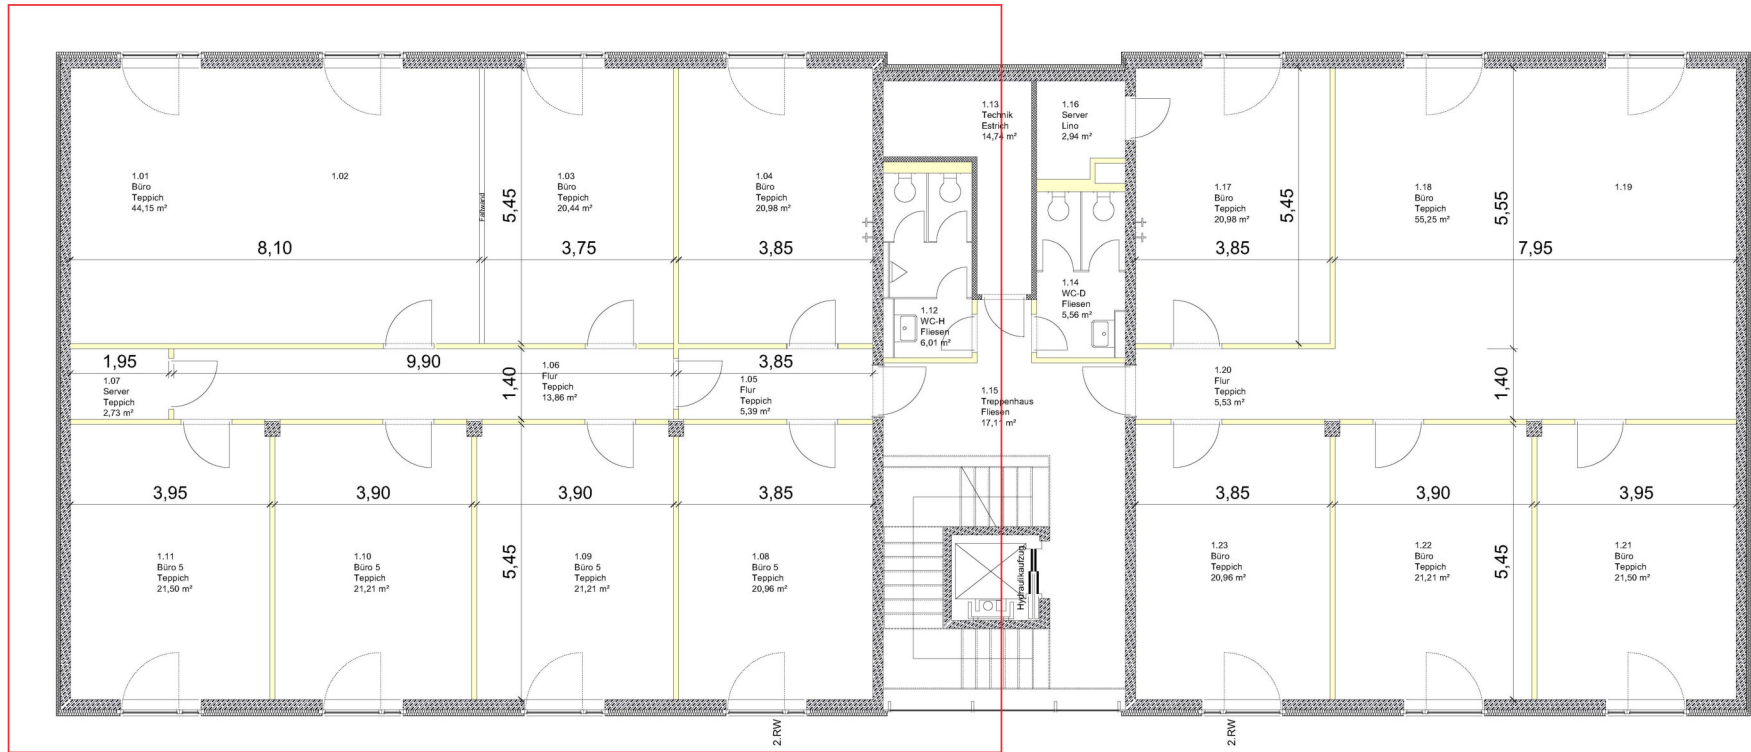 1.01
Büro
Teppich
44,15 m²
1.02
Faltwand
1.03
Büro
Teppich
20,44 m²
1.04
Büro
Teppich
20,98 m²
5,45
8,10
3,75
3,85
1.13
Technik
Estrich
14,74 m²
1.16
Server
Lino
2,94 m²
1.17
Büro
Teppich
20,98 m²
5,45
1.18
Büro
Teppich
55,25 m²
5,55
1.19
3,85
7,95
1.12
WC-H
Fliesen
6,01 m²
1.14
WC-D
Fliesen
5,56 m²
1,95
9,90
3,85
1.07
Server
Teppich
2,73 m²
1,40
1.06
Flur
Teppich
13,86 m²
1.05
Flur
Teppich
5,39 m²
1.15
Treppenhaus
Fliesen
17,11 m²
1.20
Flur
Teppich
5,53 m²
1,40
3,95
3,90
3,90
3,85
3,85
3,90
3,95
1.11
Büro 5
Teppich
21,50 m²
1.10
Büro 5
Teppich
21,21 m²
5,45
1.09
Büro 5
Teppich
21,21 m²
1.08
Büro 5
Teppich
20,96 m²
Hydraulikaufzug
1.23
Büro
Teppich
20,96 m²
1.22
Büro
Teppich
21,21 m²
5,45
1.21
Büro
Teppich
21,50 m²
2.RW
2.RW